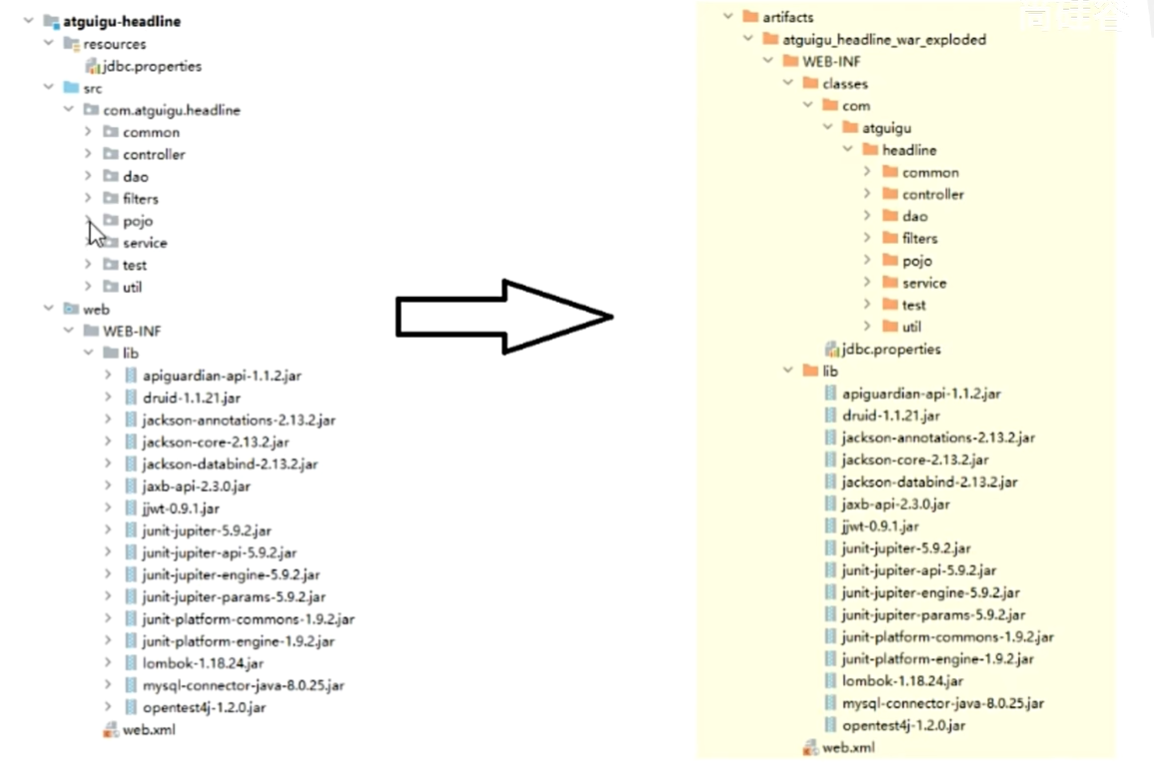 atguigu-headline
resources
jdbc.properties
src
com.atguigu.headline
common
controller
dao
filters
pojo
service
test
util
web
WEB-INF
lib
apiguardian-api-1.1.2.jar
druid-1.1.21.jar
jackson-annotations-2.13.2.jar
jackson-core-2.13.2.jar
jackson-databind-2.13.2.jar
jaxb-api-2.3.0.jar
jjwt-0.9.1.jar
junit-jupiter-5.9.2.jar
junit-jupiter-api-5.9.2.jar
junit-jupiter-engine-5.9.2.jar
junit-jupiter-params-5.9.2.jar
junit-platform-commons-1.9.2.jar
junit-platform-engine-1.9.2.jar
lombok-1.18.24.jar
mysql-connector-java-8.0.25.jar
opentest4j-1.2.0.jar
web.xml
artifacts
atguigu_headline_war_exploded
WEB-INF
classes
com
atguigu
headline
common
controller
dao
filters
pojo
service
test
util
jdbc.properties
lib
apiguardian-api-1.1.2.jar
druid-1.1.21.jar
jackson-annotations-2.13.2.jar
jackson-core-2.13.2.jar
jackson-databind-2.13.2.jar
jaxb-api-2.3.0.jar
jjwt-0.9.1.jar
junit-jupiter-5.9.2.jar
junit-jupiter-api-5.9.2.jar
junit-jupiter-engine-5.9.2.jar
junit-jupiter-params-5.9.2.jar
junit-platform-commons-1.9.2.jar
junit-platform-engine-1.9.2.jar
lombok-1.18.24.jar
mysql-connector-java-8.0.25.jar
opentest4j-1.2.0.jar
web.xml